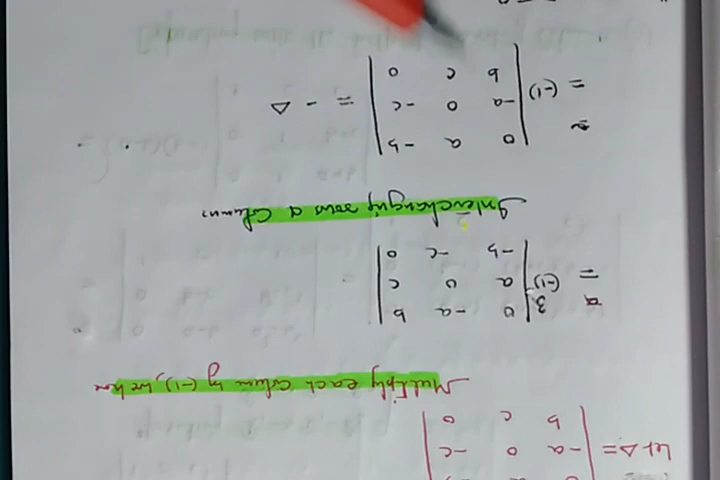 Let Δ = | -a 0 -c |
b c 0
Multiply each column by (-1), we have
0 -a b
= (-1)³ | a 0 c |
-b -c 0
Interchanging rows & columns
0 a -b
= (-1) | -a 0 -c | = - Δ
b c 0